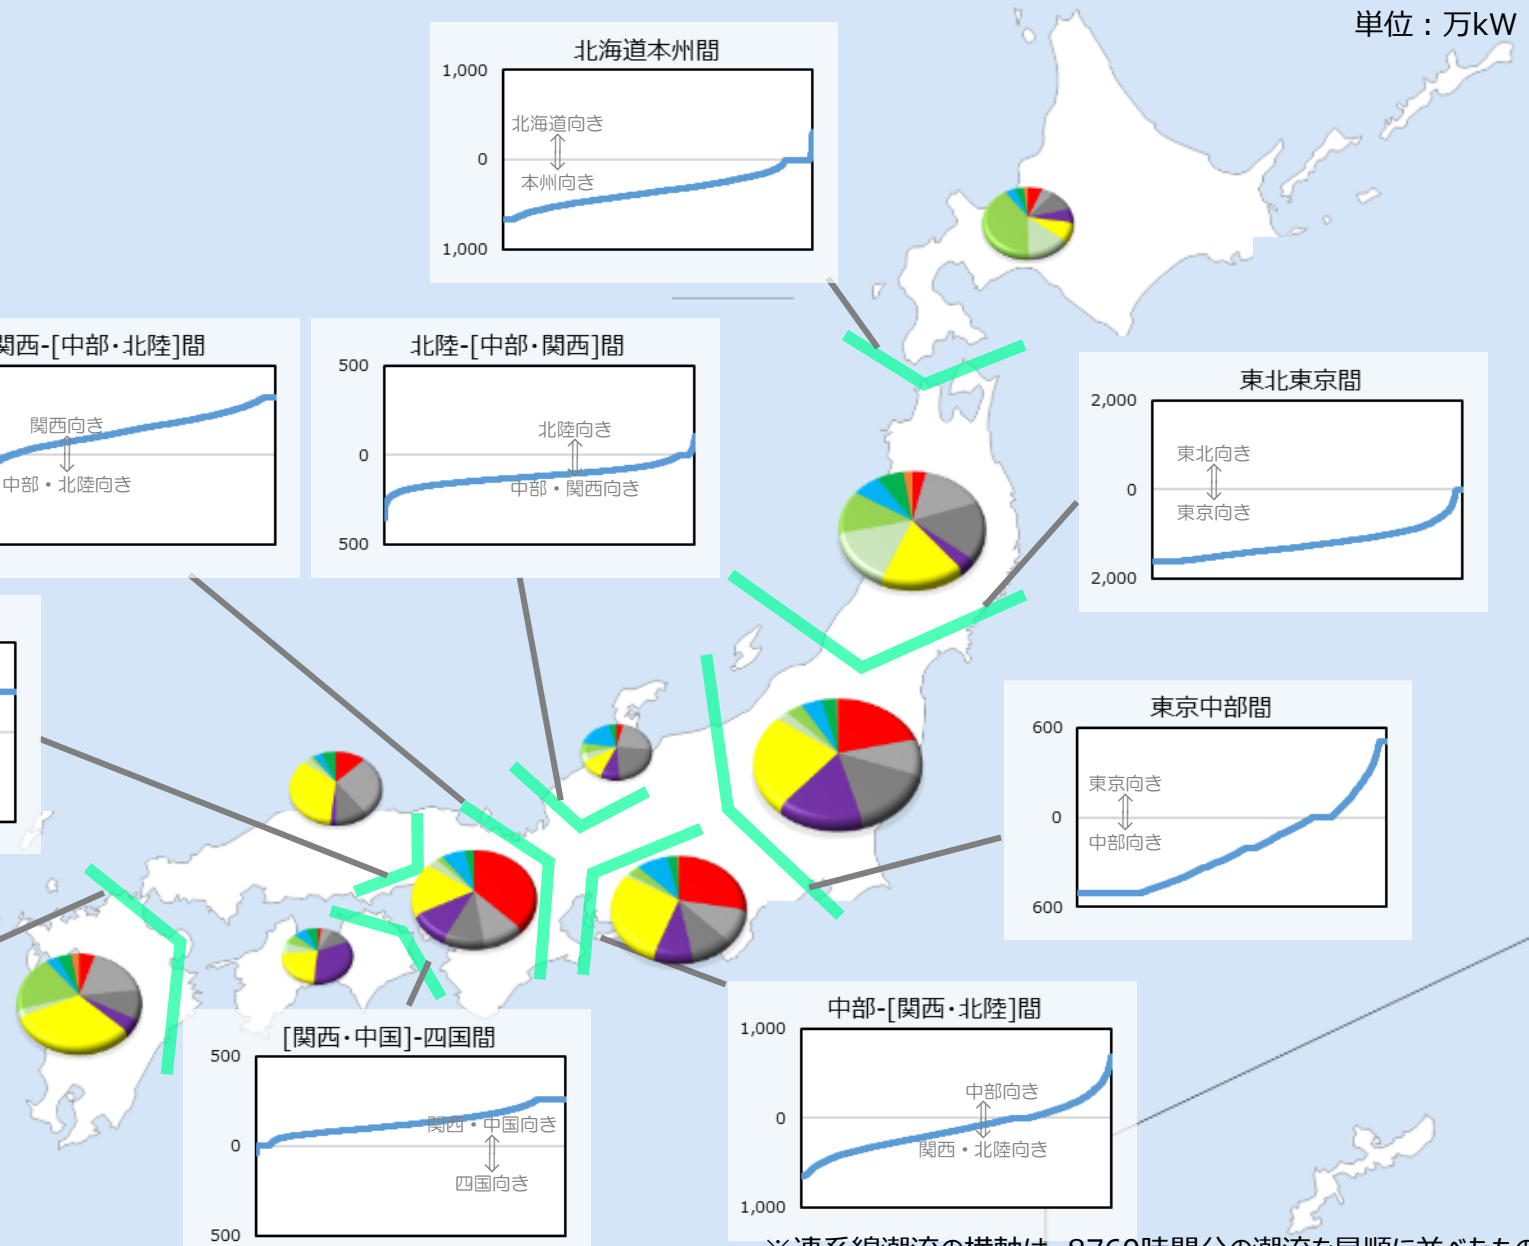 単位：万kW
北海道本州間
1,000
北海道向き
0
本州向き
1,000
関西-[中部･北陸]間
関西向き
中部・北陸向き
北陸-[中部･関西]間
500
北陸向き
0
中部・関西向き
500
東北東京間
2,000
東北向き
0
東京向き
2,000
東京中部間
600
東京向き
0
中部向き
600
[関西･中国]-四国間
500
関西・中国向き
0
四国向き
500
中部-[関西･北陸]間
1,000
中部向き
0
関西・北陸向き
1,000